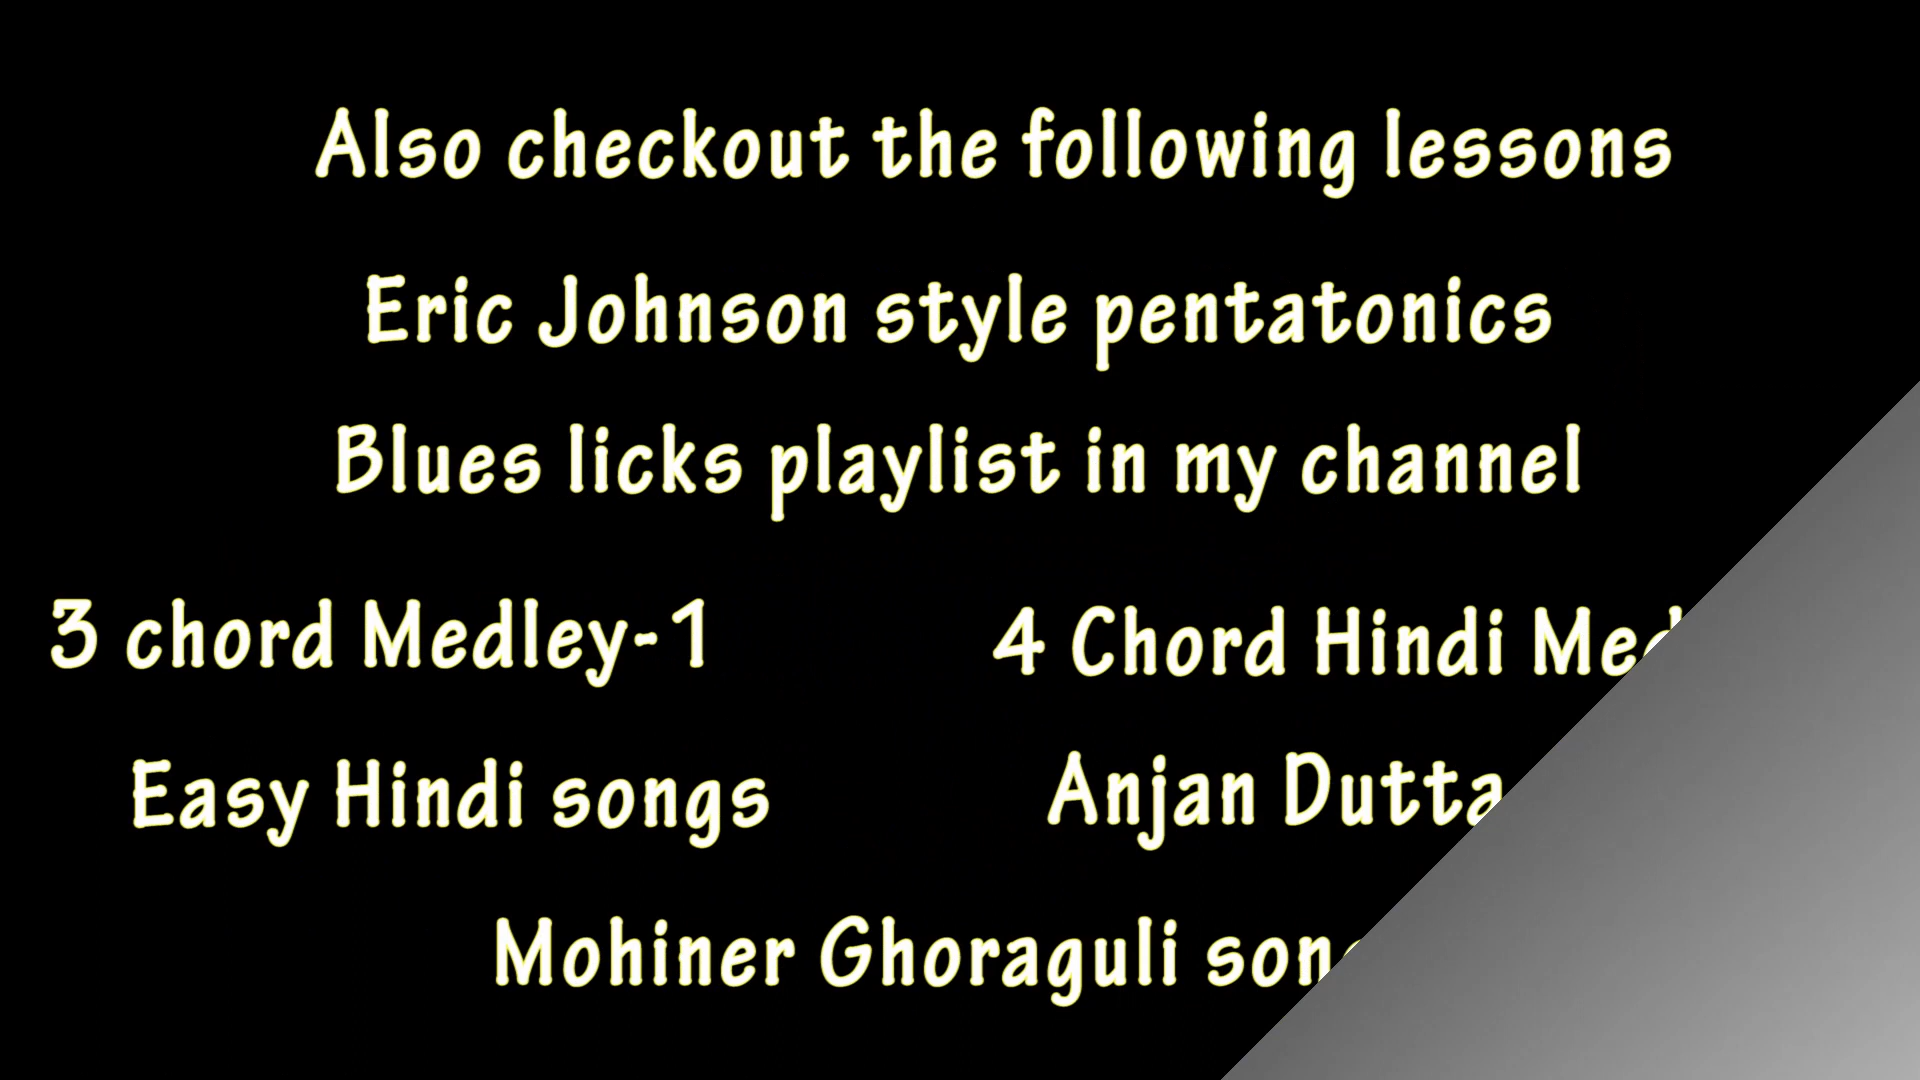 Also checkout the following lessons
Eric Johnson style pentatonics
Blues licks playlist in my channel
3 chord Medley-1
4 Chord Hindi
Easy Hindi songs
Anjan Dutta
Mohiner Ghoraguli